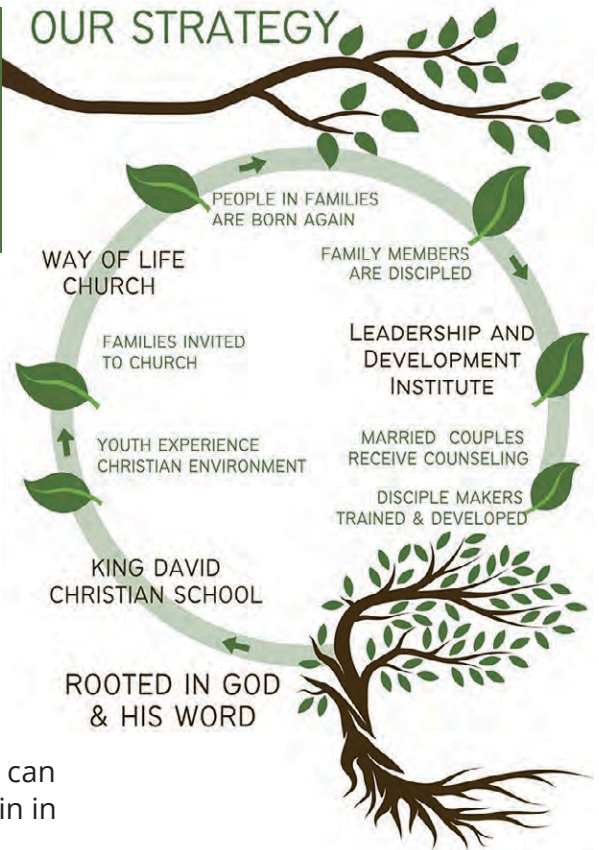 OUR STRATEGY
PEOPLE IN FAMILIES
ARE BORN AGAIN
FAMILY MEMBERS
ARE DISCIPLED
WAY OF LIFE
CHURCH
FAMILIES INVITED
TO CHURCH
LEADERSHIP AND
DEVELOPMENT
INSTITUTE
YOUTH EXPERIENCE
CHRISTIAN ENVIRONMENT
MARRIED COUPLES
RECEIVE COUNSELING
DISCIPLE MAKERS
TRAINED & DEVELOPED
KING DAVID
CHRISTIAN SCHOOL
ROOTED IN GOD
& HIS WORD
can
in in